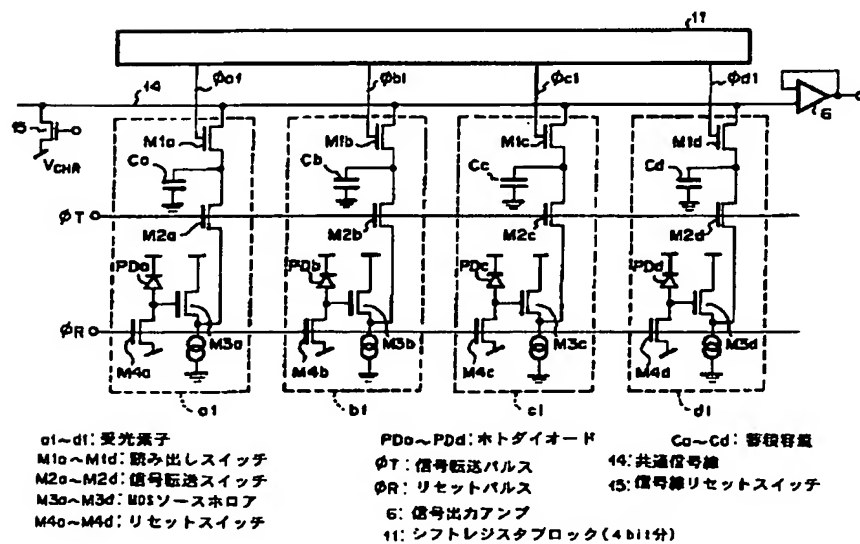 11
φa1 φb1 φc1 φd1
14
15
VCHR
M1a M1b M1c M1d
6
Ca Cb Cc Cd
φT
M2a M2b M2c M2d
PDa PDb PDc PDd
φR
M3a M3b M3c M3d
M4a M4b M4c M4d
a1 b1 c1 d1
a1~d1: 受光素子
M1a~M1d: 読み出しスイッチ
M2a~M2d: 信号転送スイッチ
M3a~M3d: MOSソースホロア
M4a~M4d: リセットスイッチ
PDa~PDd: ホトダイオード
φT: 信号転送パルス
φR: リセットパルス
6: 信号出力アンプ
11: シフトレジスタブロック(4bit分)
Ca~Cd: 蓄積容量
14: 共通信号線
15: 信号線リセットスイッチ